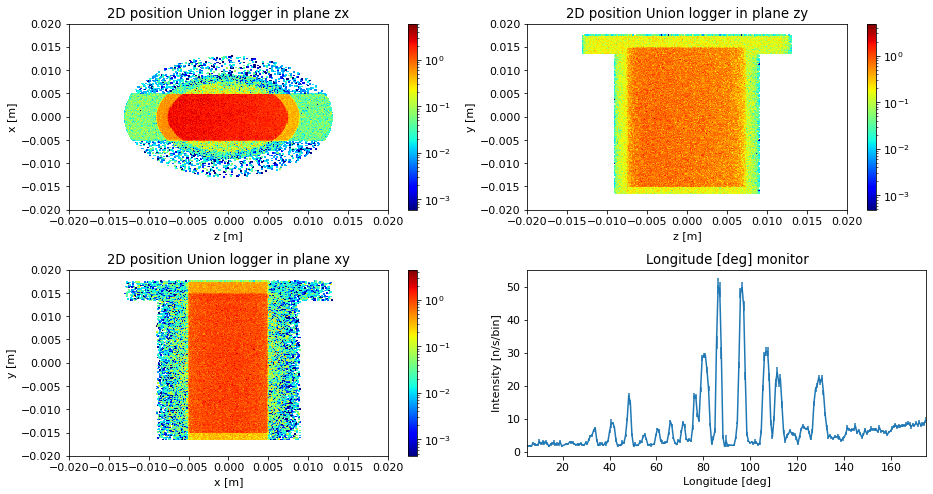 2D position Union logger in plane zx
x [m]
0.020
0.015
0.010
0.005
0.000
−0.005
−0.010
−0.015
−0.020
−0.020 −0.015 −0.010 −0.005 0.000 0.005 0.010 0.015 0.020
z [m]
10⁰
10⁻¹
10⁻²
10⁻³
2D position Union logger in plane zy
y [m]
0.020
0.015
0.010
0.005
0.000
−0.005
−0.010
−0.015
−0.020
−0.020 −0.015 −0.010 −0.005 0.000 0.005 0.010 0.015 0.020
z [m]
10⁰
10⁻¹
10⁻²
10⁻³
2D position Union logger in plane xy
y [m]
0.020
0.015
0.010
0.005
0.000
−0.005
−0.010
−0.015
−0.020
−0.020 −0.015 −0.010 −0.005 0.000 0.005 0.010 0.015 0.020
x [m]
10⁰
10⁻¹
10⁻²
10⁻³
Longitude [deg] monitor
Intensity [n/s/bin]
50
40
30
20
10
0
20 40 60 80 100 120 140 160
Longitude [deg]